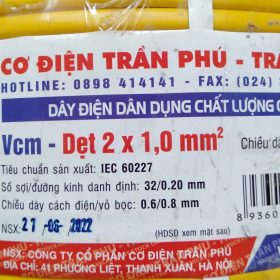 CƠ ĐIỆN TRẦN PHÚ - TRA
HOTLINE: 0898 414141 - FAX: (024)
DÂY ĐIỆN DÂN DỤNG CHẤT LƯỢNG
Vcm - Dẹt 2 x 1,0 mm²
Chiều dà
Tiêu chuẩn sản xuất: IEC 60227
Số sợi/đường kính danh định: 32/0.20 mm
Chiều dày cách điện/vỏ bọc: 0.6/0.8 mm
NSX: 21 -06- 2022
(HDSD xem mặt sau)
8 9360
NSX: CÔNG TY CỔ PHẦN CƠ ĐIỆN TRẦN PHÚ
ĐỊA CHỈ: 41 PHƯƠNG LIỆT, THANH XUÂN, HÀ NỘI